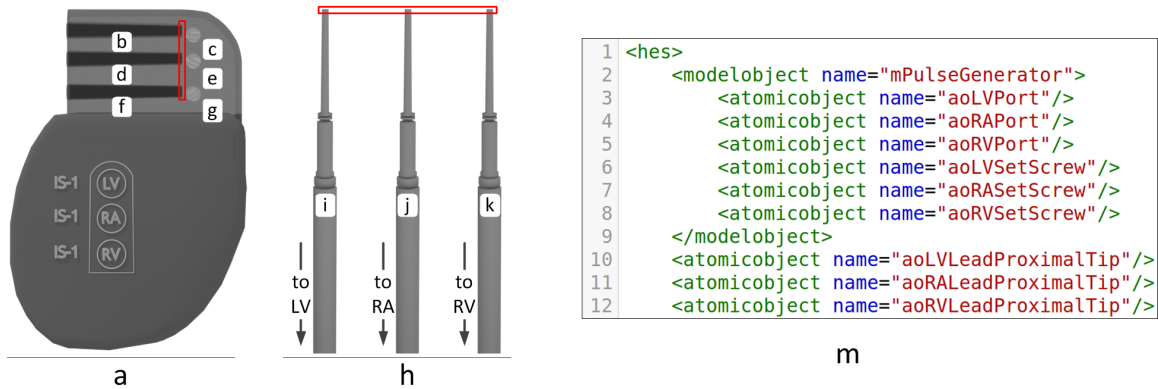 b
c
d
e
f
g
IS-1 LV
IS-1 RA
IS-1 RV
a
i
j
k
to
LV
to
RA
to
RV
h
1 <hes>
2 <modelobject name="mPulseGenerator">
3 <atomicobject name="aoLVPort"/>
4 <atomicobject name="aoRAPort"/>
5 <atomicobject name="aoRVPort"/>
6 <atomicobject name="aoLVSetScrew"/>
7 <atomicobject name="aoRASetScrew"/>
8 <atomicobject name="aoRVSetScrew"/>
9 </modelobject>
10 <atomicobject name="aoLVLeadProximalTip"/>
11 <atomicobject name="aoRALeadProximalTip"/>
12 <atomicobject name="aoRVLeadProximalTip"/>
m